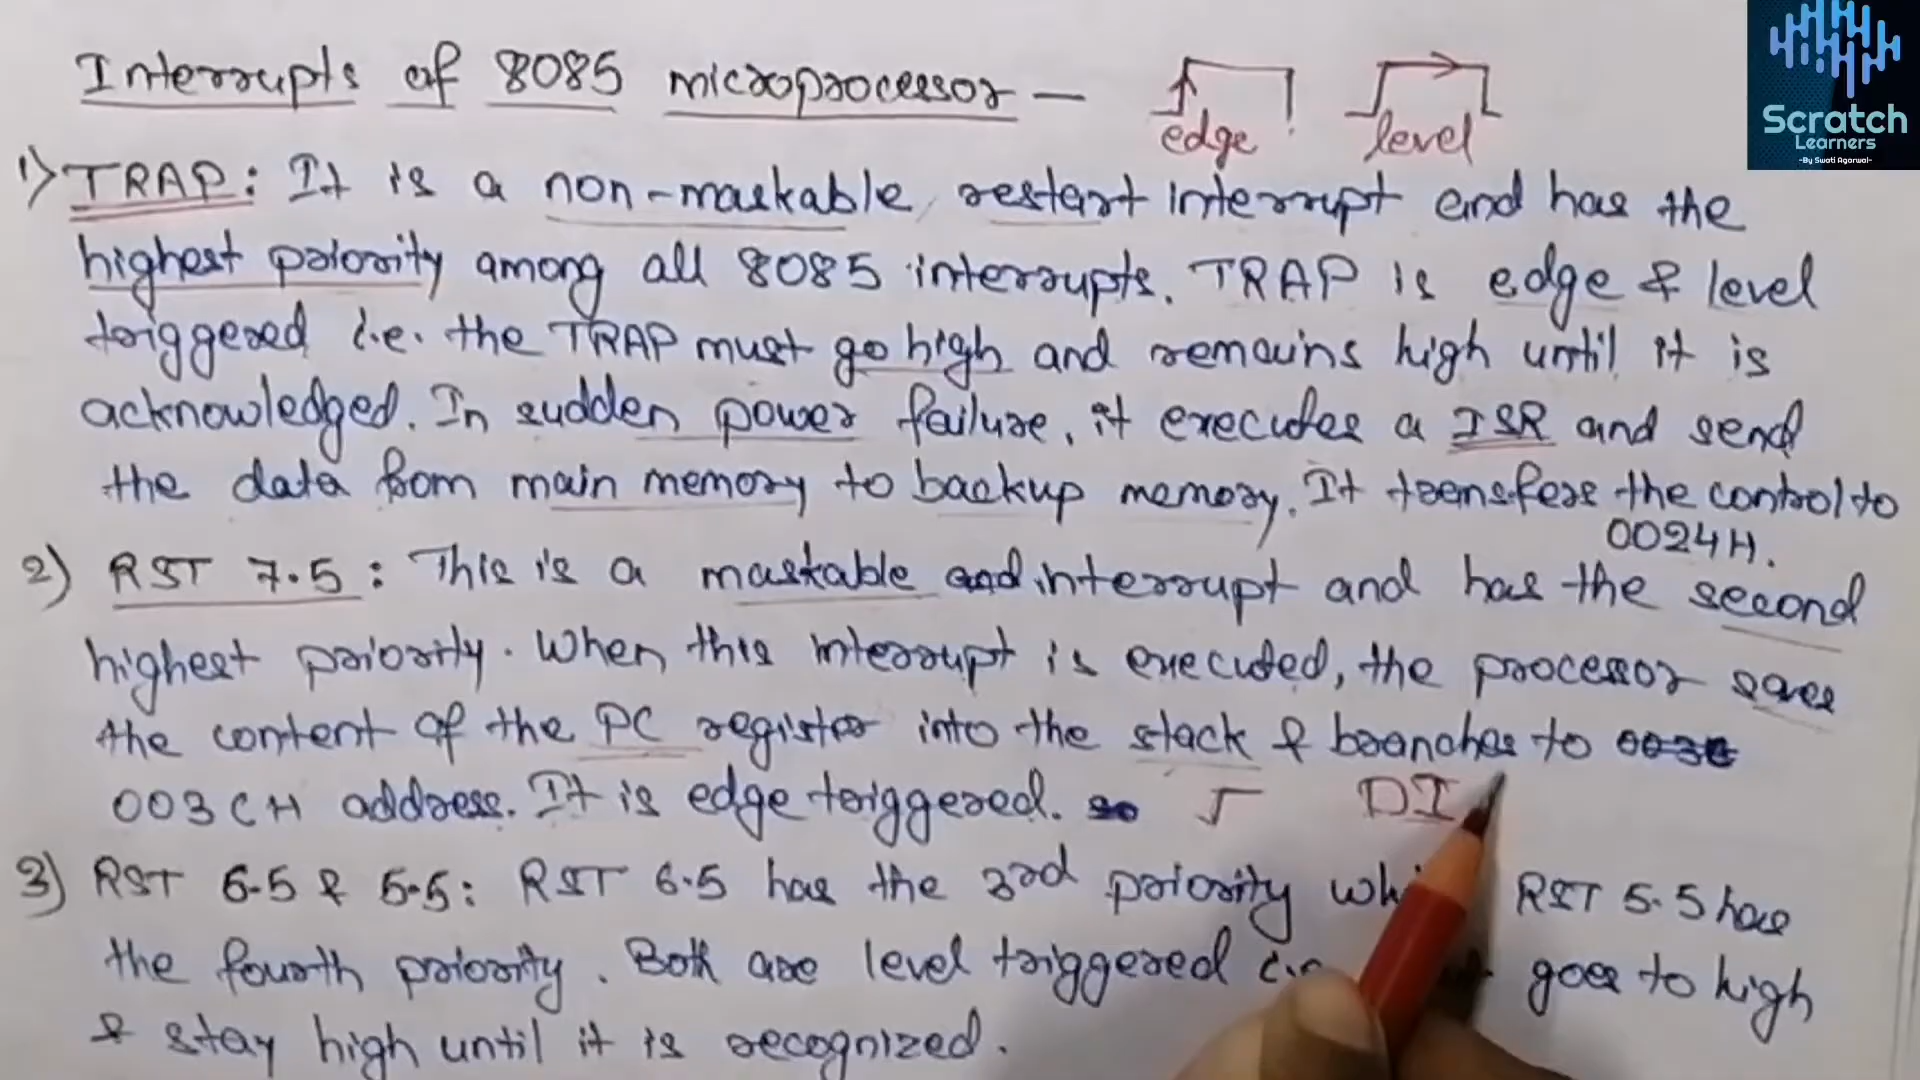 Interrupts of 8085 microprocessor —
edge level
Scratch
Learners
-By Swati Agarwal-
1) TRAP: It is a non-maskable, restart interrupt and has the
highest priority among all 8085 interrupts. TRAP is edge & level
triggered i.e. the TRAP must go high and remains high until it is
acknowledged. In sudden power failure, it executes a ISR and send
the data from main memory to backup memory. It transfers the control to
0024H.
2) RST 7.5: This is a maskable interrupt and has the second
highest priority. When this interrupt is executed, the processor saves
the content of the PC register into the stack & branches to
003CH address. It is edge triggered. DI
3) RST 6.5 & 5.5: RST 6.5 has the 3rd priority RST 5.5 has
the fourth priority. Both are level triggered goes to high
& stay high until it is recognized.